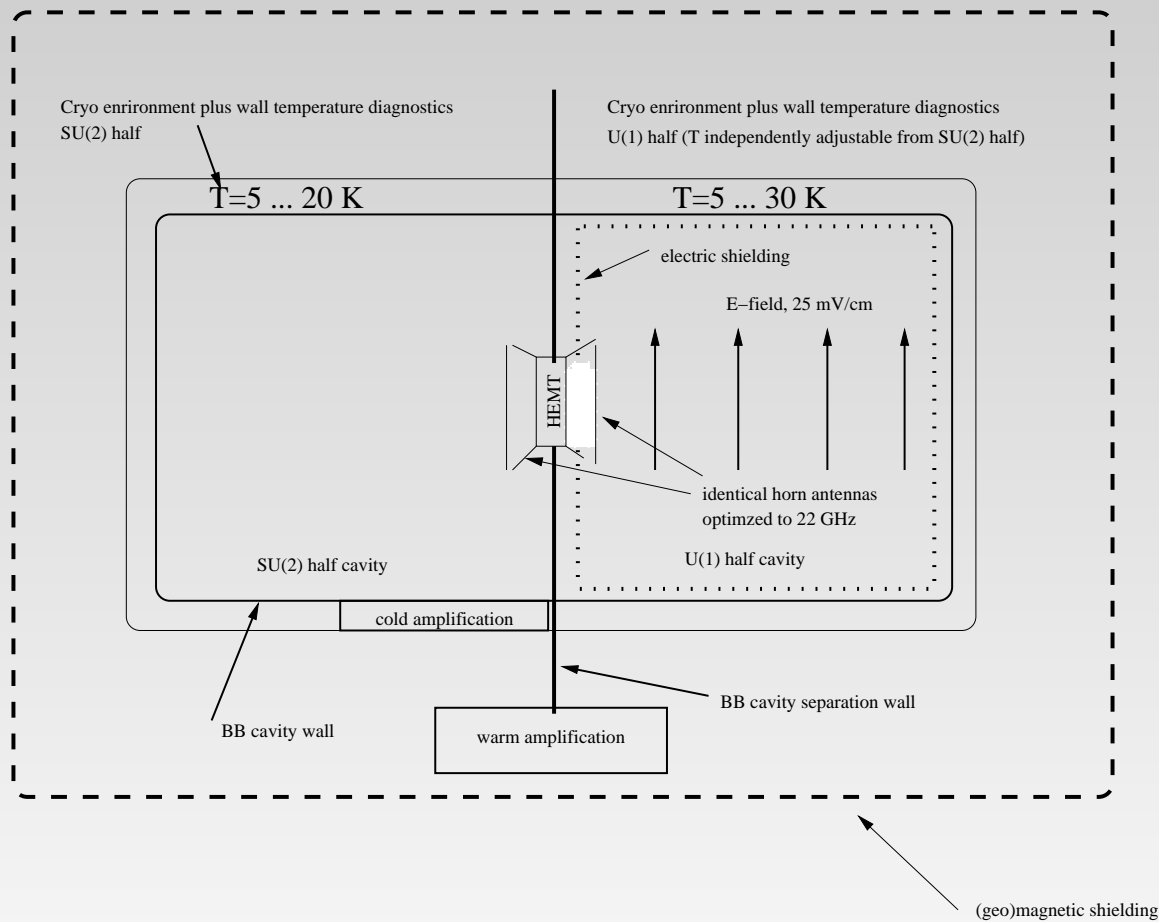 Cryo enrironment plus wall temperature diagnostics
SU(2) half
Cryo enrironment plus wall temperature diagnostics
U(1) half (T independently adjustable from SU(2) half)
T=5 ... 20 K
T=5 ... 30 K
electric shielding
E–field, 25 mV/cm
HEMT
identical horn antennas
optimzed to 22 GHz
SU(2) half cavity
U(1) half cavity
cold amplification
BB cavity separation wall
BB cavity wall
warm amplification
(geo)magnetic shielding